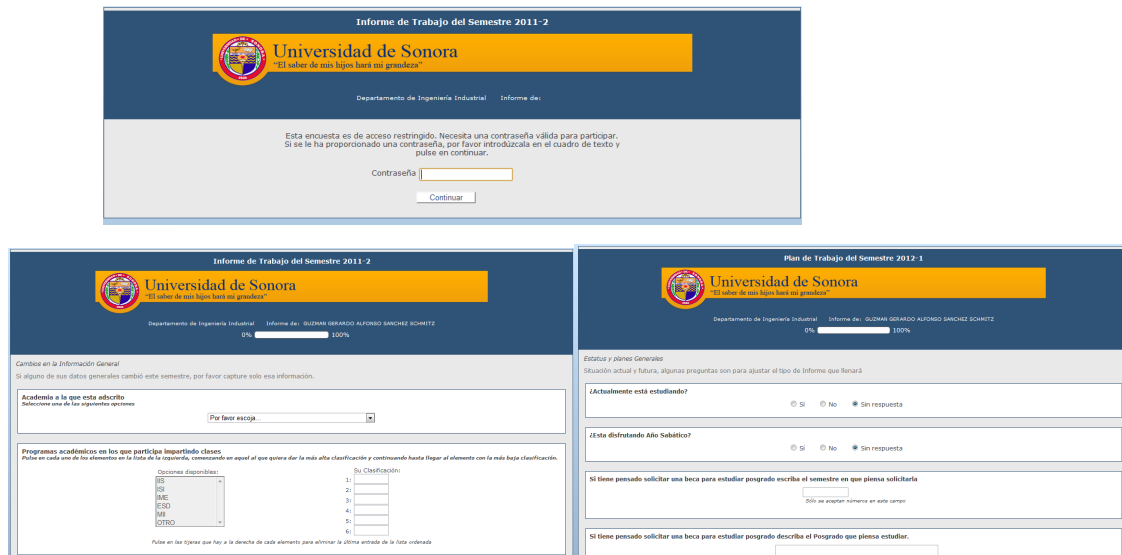 Informe de Trabajo del Semestre 2011-2
Universidad de Sonora
"El saber de mis hijos hará mi grandeza"
Departamento de Ingeniería Industrial Informe de:
Esta encuesta es de acceso restringido. Necesita una contraseña válida para participar.
Si se le ha proporcionado una contraseña, por favor introdúzcala en el cuadro de texto y
pulse en continuar.
Contraseña
Continuar
Informe de Trabajo del Semestre 2011-2
Universidad de Sonora
"El saber de mis hijos hará mi grandeza"
Departamento de Ingeniería Industrial Informe de: GUZMAN GERARDO ALFONSO SANCHEZ SCHMITZ
0% 100%
Cambios en la Información General
Si alguno de sus datos generales cambió este semestre, por favor capture solo esa información.
Academia a la que esta adscrito
Seleccione una de las siguientes opciones
Por favor escoja...
Programas académicos en los que participa impartiendo clases
Pulse en cada uno de los elementos en la lista de la izquierda, comenzando en aquel al que quiera dar la más alta clasificación y continuando hasta llegar al elemento con la más baja clasificación.
Opciones disponibles:
IIS
ISI
IME
ESD
MII
OTRO
Su Clasificación:
1:
2:
3:
4:
5:
6:
Pulse en las tijeras que hay a la derecha de cada elemento para eliminar la última entrada de la lista ordenada
Plan de Trabajo del Semestre 2012-1
Universidad de Sonora
"El saber de mis hijos hará mi grandeza"
Departamento de Ingeniería Industrial Informe de: GUZMAN GERARDO ALFONSO SANCHEZ SCHMITZ
0% 100%
Estatus y planes Generales
Situación actual y futura, algunas preguntas son para ajustar el tipo de Informe que llenará
¿Actualmente está estudiando?
Sí No Sin respuesta
¿Esta disfrutando Año Sabático?
Sí No Sin respuesta
Si tiene pensado solicitar una beca para estudiar posgrado escriba el semestre en que piensa solicitarla
Sólo se aceptan números en este campo
Si tiene pensado solicitar una beca para estudiar posgrado describa el Posgrado que piensa estudiar.